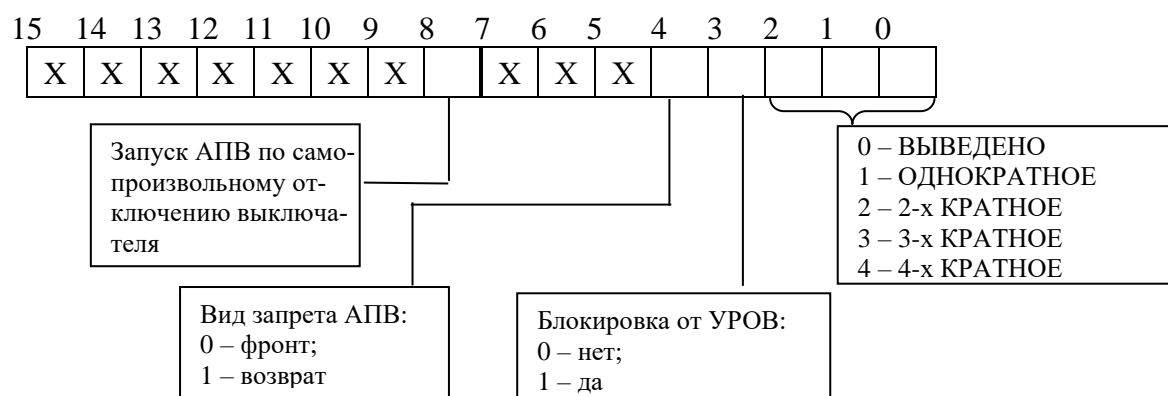 15 14 13 12 11 10 9 8 7 6 5 4 3 2 1 0
X X X X X X X X X X
Запуск АПВ по само-
произвольному от-
ключению выключа-
теля
0 – ВЫВЕДЕНО
1 – ОДНОКРАТНОЕ
2 – 2-х КРАТНОЕ
3 – 3-х КРАТНОЕ
4 – 4-х КРАТНОЕ
Вид запрета АПВ:
0 – фронт;
1 – возврат
Блокировка от УРОВ:
0 – нет;
1 – да